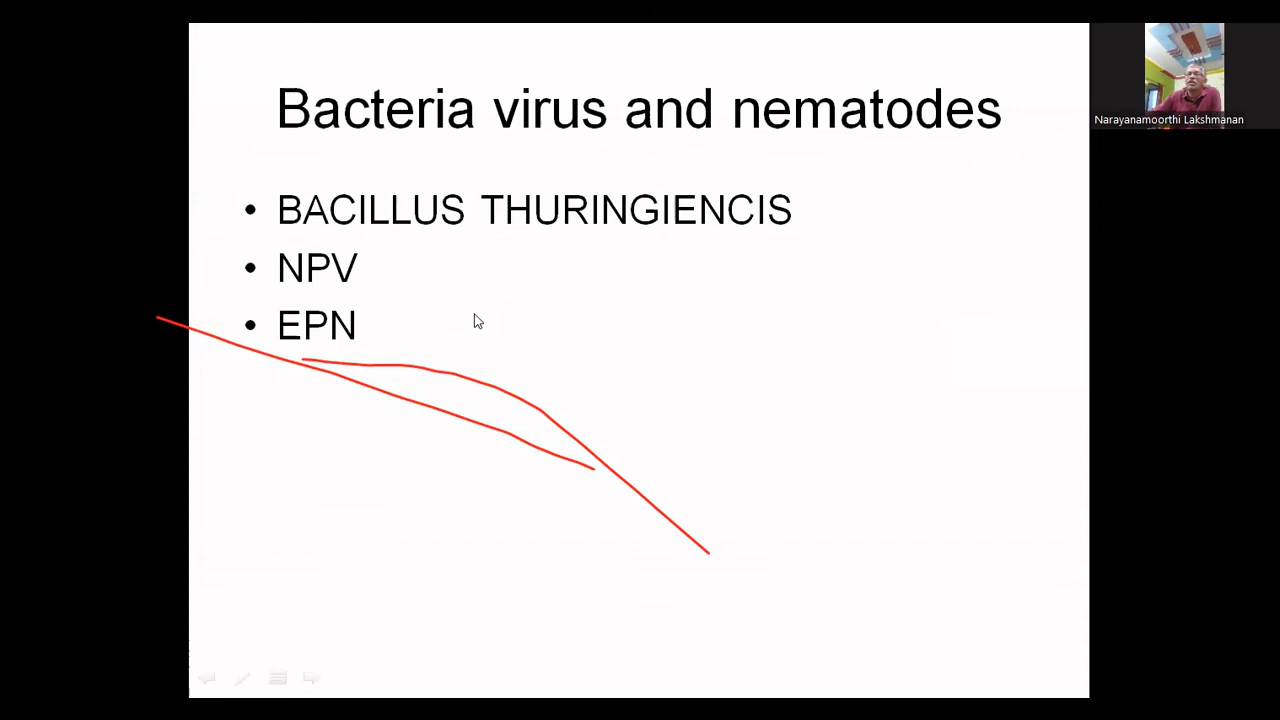 Bacteria virus and nematodes
• BACILLUS THURINGIENCIS
• NPV
• EPN
Narayanamoorthi Lakshmanan